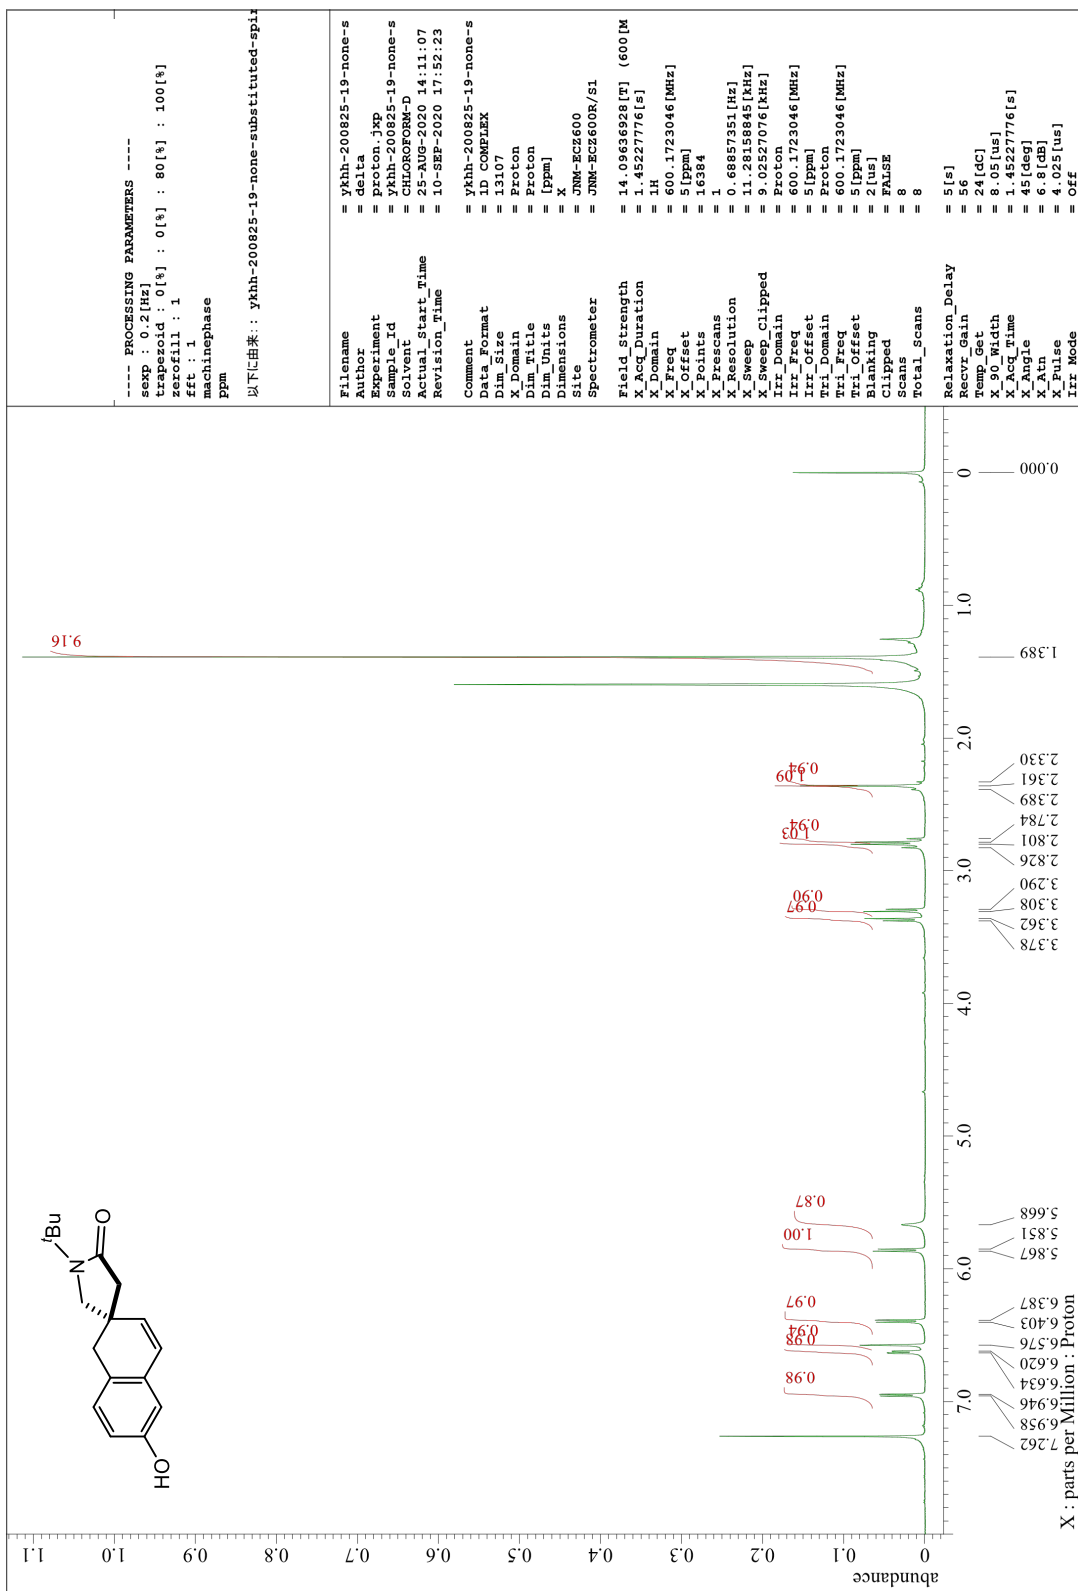 ---- PROCESSING PARAMETERS ----
sexp : 0.2[Hz]
trapezoid : 0[%] : 0[%] : 80[%] : 100[%]
zerofill : 1
fft : 1
machinephase
ppm
以下に由来:: ykhh-200825-19-none-substituted-spi
Filename = ykhh-200825-19-none-s
Author = delta
Experiment = proton.jxp
Sample_Id = ykhh-200825-19-none-s
Solvent = CHLOROFORM-D
Actual_Start_Time = 25-AUG-2020 14:11:07
Revision_Time = 10-SEP-2020 17:52:23
Comment = ykhh-200825-19-none-s
Data_Format = 1D COMPLEX
Dim_Size = 13107
X_Domain = Proton
Dim_Title = Proton
Dim_Units = [ppm]
Dimensions = X
Site = JNM-ECZ600
Spectrometer = JNM-ECZ600R/S1
Field_Strength = 14.09636928[T] (600[M
X_Acq_Duration = 1.45227776[s]
X_Domain = 1H
X_Freq = 600.1723046[MHz]
X_Offset = 5[ppm]
X_Points = 16384
X_Prescans = 1
X_Resolution = 0.68857351[Hz]
X_Sweep = 11.28158845[kHz]
X_Sweep_Clipped = 9.02527076[kHz]
Irr_Domain = Proton
Irr_Freq = 600.1723046[MHz]
Irr_Offset = 5[ppm]
Tri_Domain = Proton
Tri_Freq = 600.1723046[MHz]
Tri_Offset = 5[ppm]
Blanking = 2[us]
Clipped = FALSE
Scans = 8
Total_Scans = 8
Relaxation_Delay = 5[s]
Recvr_Gain = 56
Temp_Get = 24[dC]
X_90_Width = 8.05[us]
X_Acq_Time = 1.45227776[s]
X_Angle = 45[deg]
X_Atn = 6.8[dB]
X_Pulse = 4.025[us]
Irr_Mode = Off
HO
N
tBu
O
abundance
0 0.1 0.2 0.3 0.4 0.5 0.6 0.7 0.8 0.9 1.0 1.1
0.98
0.98
0.94
0.97
1.00
0.87
0.97
0.90
1.03
0.94
1.09
0.94
9.16
7.0 6.0 5.0 4.0 3.0 2.0 1.0 0
7.262
6.958
6.946
6.634
6.620
6.576
6.403
6.387
5.867
5.851
5.668
3.378
3.362
3.308
3.290
2.826
2.801
2.784
2.389
2.361
2.330
1.389
0.000
X : parts per Million : Proton